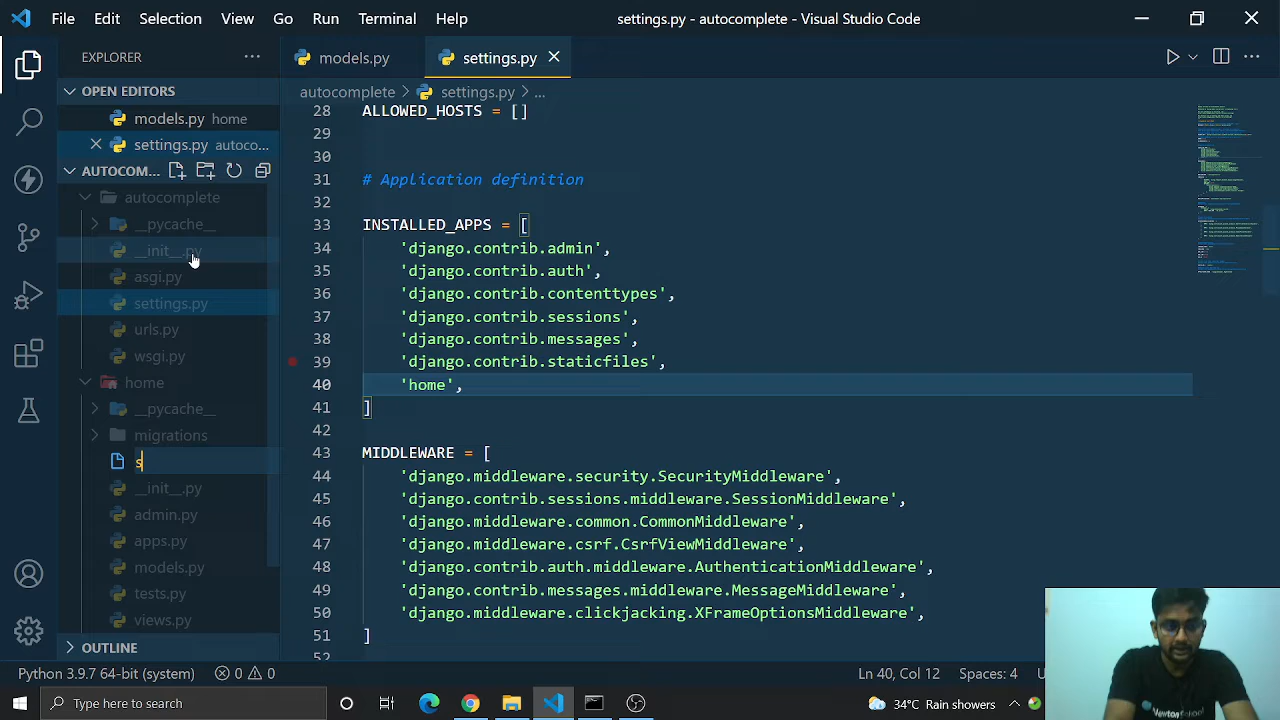 File Edit Selection View Go Run Terminal Help settings.py - autocomplete - Visual Studio Code
EXPLORER
OPEN EDITORS
models.py home
settings.py autoco...
AUTOCOM...
autocomplete
__pycache__
__init__.py
asgi.py
settings.py
urls.py
wsgi.py
home
__pycache__
migrations
s
__init__.py
admin.py
apps.py
models.py
tests.py
views.py
OUTLINE
models.py settings.py
autocomplete > settings.py > ...
28 ALLOWED_HOSTS = []
29
30
31 # Application definition
32
33 INSTALLED_APPS = [
34 'django.contrib.admin',
35 'django.contrib.auth',
36 'django.contrib.contenttypes',
37 'django.contrib.sessions',
38 'django.contrib.messages',
39 'django.contrib.staticfiles',
40 'home',
41 ]
42
43 MIDDLEWARE = [
44 'django.middleware.security.SecurityMiddleware',
45 'django.contrib.sessions.middleware.SessionMiddleware',
46 'django.middleware.common.CommonMiddleware',
47 'django.middleware.csrf.CsrfViewMiddleware',
48 'django.contrib.auth.middleware.AuthenticationMiddleware',
49 'django.contrib.messages.middleware.MessageMiddleware',
50 'django.middleware.clickjacking.XFrameOptionsMiddleware',
51 ]
52
Python 3.9.7 64-bit (system) 0 0 Ln 40, Col 12 Spaces: 4 U
Newton School
Type here to search 34°C Rain showers